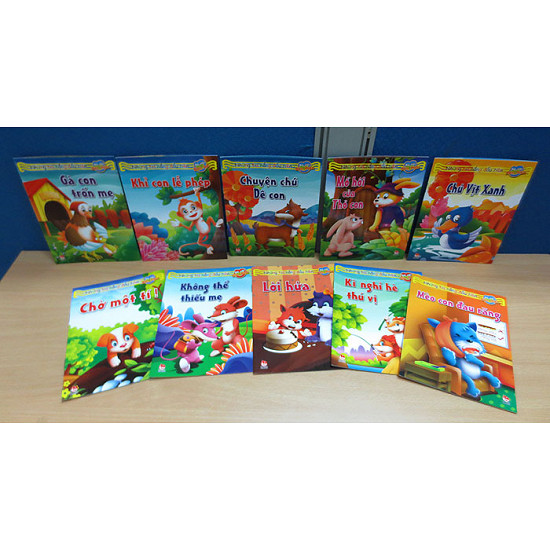 Gà con
trốn mẹ
Khỉ con lễ phép
Chuyện chú
Dê con
Mồ hôi
của
Thỏ con
Chú Vịt Xanh
Chờ một tí!
Không thể
thiếu mẹ
Lời hứa
Kì nghỉ hè
thú vị
Mèo con đau răng